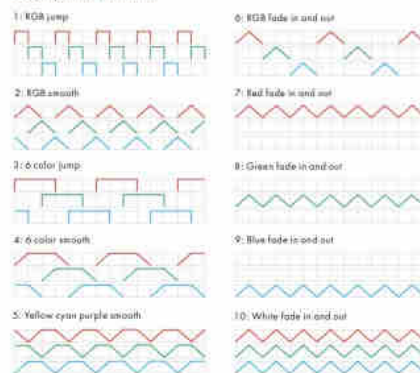 1: RGB jump
2: RGB smooth
3: 6 color jump
4: 6 color smooth
5: Yellow cyan purple smooth
6: RGB fade in and out
7: Red fade in and out
8: Green fade in and out
9: Blue fade in and out
10: White fade in and out